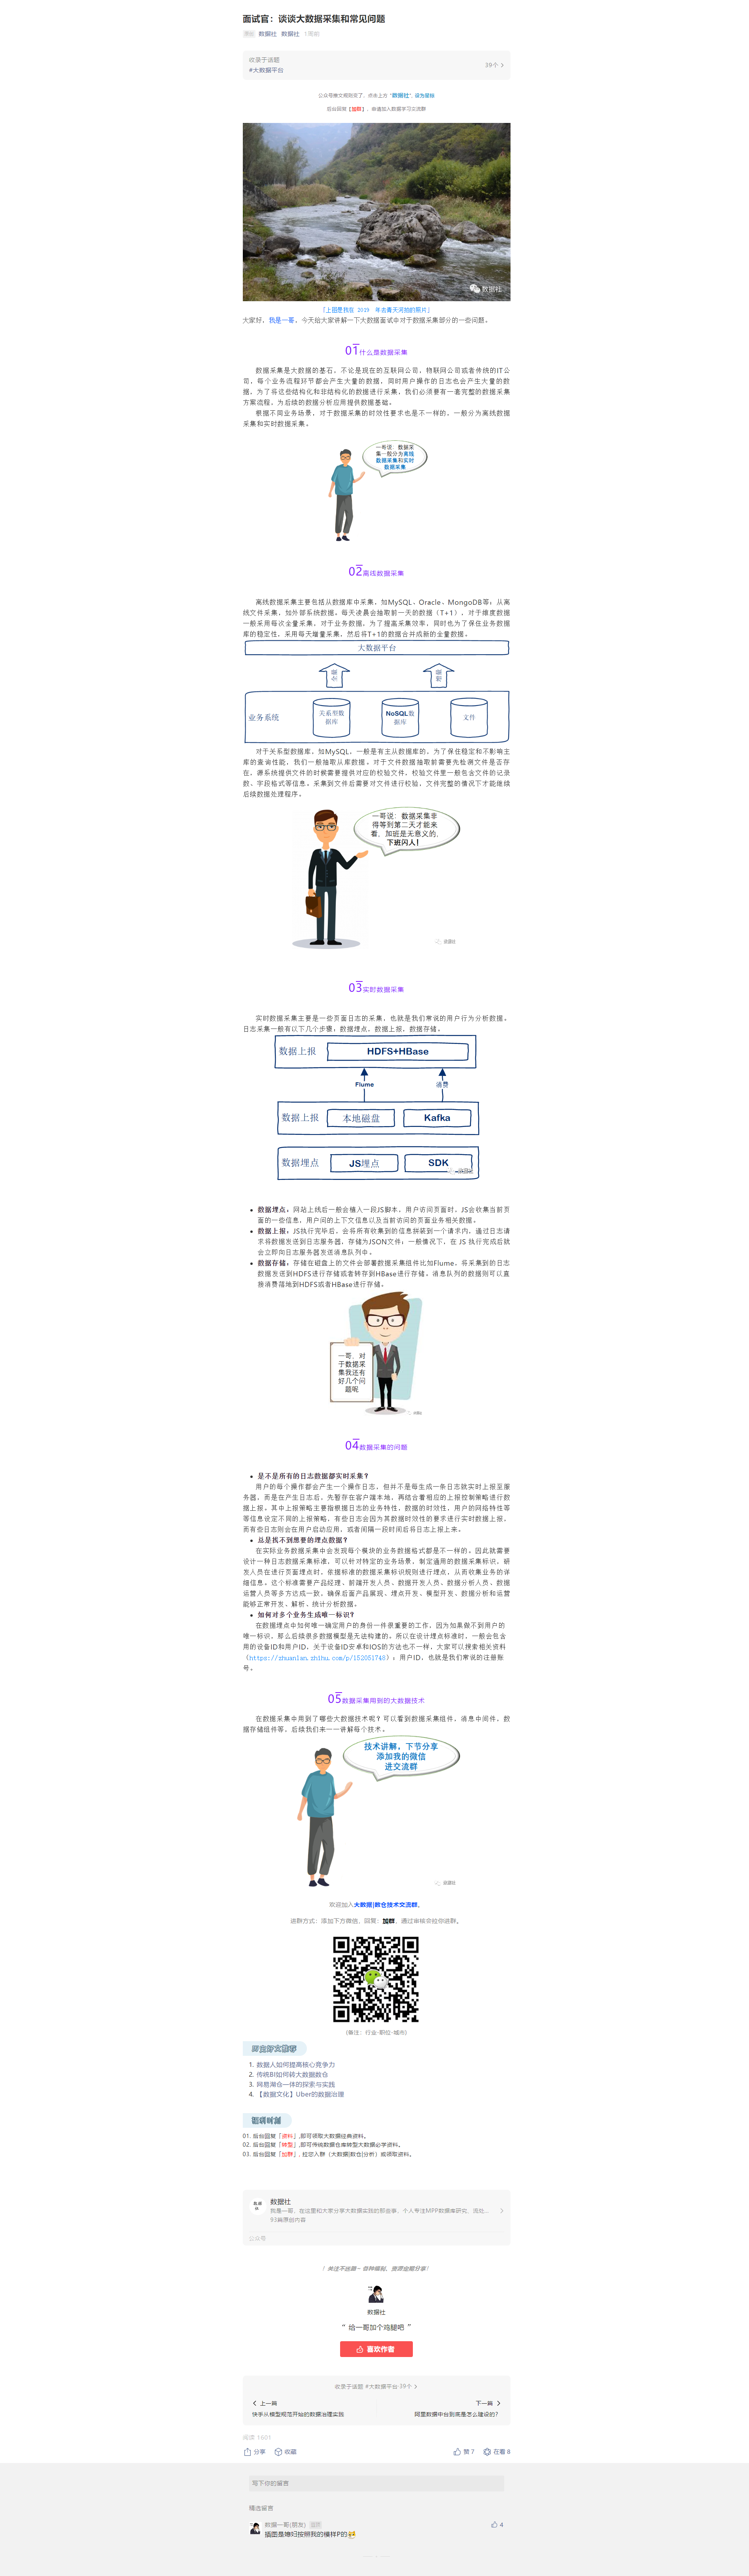 面试官：谈谈大数据采集和常见问题
原创 数据社 数据社 1周前
收录于话题
#大数据平台
39个
后台回复【加群】，申请加入数据学习交流群
数据社
「上图是我在 2019 年去青天河拍的照片」
大家好，我是一哥，今天给大家讲解一下大数据面试中对于数据采集部分的一些问题。
01什么是数据采集
数据采集是大数据的基石，不论是现在的互联网公司，物联网公司或者传统的IT公
司，每个业务流程环节都会产生大量的数据，同时用户操作的日志也会产生大量的数
据，为了将这些结构化和非结构化的数据进行采集，我们必须要有一套完整的数据采集
方案流程，为后续的数据分析应用提供数据基础。
根据不同业务场景，对于数据采集的时效性要求也是不一样的，一般分为离线数据
采集和实时数据采集。
一哥说：数据采
集一般分为离线
数据采集和实时
数据采集
02离线数据采集
离线数据采集主要包括从数据库中采集，如MySQL、Oracle、MongoDB等；从离
线文件采集，如外部系统数据。每天凌晨会抽取前一天的数据（T+1），对于维度数据
一般采用每次全量采集，对于业务数据，为了提高采集效率，同时也为了保在业务数据
库的稳定性，采用每天增量采集，然后将T+1的数据合并成新的全量数据。
大数据平台
全量
增量
业务系统
关系型数
据库
NoSQL数
据库
文件
对于关系型数据库，如MySQL，一般是有主从数据库的，为了保住稳定和不影响主
库的查询性能，我们一般抽取从库数据。对于文件数据抽取前需要先检测文件是否存
在，源系统提供文件的时候需要提供对应的校验文件，校验文件里一般包含文件的记录
数、字段格式等信息。采集到文件后需要对文件进行校验，文件完整的情况下才能继续
后续数据处理程序。
一哥说：数据采集非
得等到第二天才能来
看，加班是无意义的，
下班闪人！
数据社
03实时数据采集
实时数据采集主要是一些页面日志的采集，也就是我们常说的用户行为分析数据。
日志采集一般有以下几个步骤：数据埋点、数据上报、数据存储。
数据上报
HDFS+HBase
Flume
消费
数据上报
本地磁盘
Kafka
数据埋点
JS埋点
SDK
数据社
数据埋点，网站上线后一般会植入一段JS脚本，用户访问页面时，JS会收集当前页
面的一些信息，用户问的上下文信息以及当前访问的页面业务相关数据。
数据上报，JS执行完毕后，会将所有收集到的信息拼装到一个请求内，通过日志请
求将数据发送到日志服务器，存储为JSON文件；一般情况下，在 JS 执行完成后就
会立即向日志服务器发送消息队列中。
数据存储，存储在磁盘上的文件会部署数据采集组件比如Flume，将采集到的日志
数据发送到HDFS进行存储或者转存到HBase进行存储，消息队列的数据则可以直
接消费落地到HDFS或者HBase进行存储。
一哥，对
于数据采
集我还有
好几个问
题呢
04数据采集的问题
是不是所有的日志数据都实时采集？
用户的每个操作都会产生一个操作日志，但并不是每生成一条日志就实时上报至服
务器，而是在产生日志后，先暂存在客户端本地，再结合着相应的上报控制策略进行数
据上报。其中上报策略主要指根据日志的业务特性，数据的时效性，用户的网络特性等
等信息设定不同的上报策略，有些日志会因为其数据时效性的要求进行实时数据上报，
而有些日志则会在用户启动应用，或者间隔一段时间后将日志上报上来。
总是找不到想要的埋点数据？
在实际业务数据采集中会发现每个模块的业务数据格式都是不一样的，因此就需要
设计一种日志数据采集标准，可以针对特定的业务场景，制定通用的数据采集标识，研
发人员在进行页面埋点时，依据标准的数据采集标识规则进行埋点，从而收集业务的详
细信息。这个标准需要产品经理、前端开发人员、数据开发人员、数据分析人员、数据
运营人员等多方达成一致，确保后面产品展现、埋点开发、模型开发、数据分析和运营
能够正常开发、解析、统计分析数据。
如何对多个业务生成唯一标识？
在数据埋点中如何唯一确定用户的身份一件很重要的工作，因为如果做不到用户的
唯一标识，那么后续很多数据模型是无法构建的。所以在设计埋点标准时，一般会包含
用的设备ID和用户ID，关于设备ID安卓和iOS的方法也不一样，大家可以搜索相关资料
（https://zhuanlan.zhihu.com/p/152051748）；用户ID，也就是我们常说的注册账
号。
05数据采集用到的大数据技术
在数据采集中用到了哪些大数据技术呢？可以看到数据采集组件、消息中间件、数
据存储组件等，后续我们来一一讲解每个技术。
技术讲解，下节分享
添加我的微信
进交流群
数据社
欢迎加入大数据|数仓技术交流群。
进群方式：添加下方微信，回复：加群，通过审核会拉你进群。
(备注：行业-职位-城市)
历史好文推荐
1. 数据人如何提高核心竞争力
2. 传统BI如何转大数据数仓
3. 网易湖仓一体的探索与实践
4. 【数据文化】Uber的数据治理
福利时刻
01. 后台回复「资料」,即可领取大数据经典资料。
02. 后台回复「转型」,即可传统数据仓库转型大数据必学资料。
03. 后台回复「加群」, 拉您入群（大数据|数仓|分析）或领取资料。
数据社
我是一哥，在这里和大家分享大数据实践的那些事，个人专注MPP数据库研究、流处...
93篇原创内容
公众号
数据社
“ 给一哥加个鸡腿吧 ”
喜欢作者
收录于话题 #大数据平台·39个
上一篇
下一篇
快手从模型规范开始的数据治理实践
阿里数据中台到底是怎么建设的？
阅读 1601
分享 收藏 赞 7 在看 8
写下你的留言
精选留言
数据一哥(朋友)
4
插图是媳妇按照我的模样P的